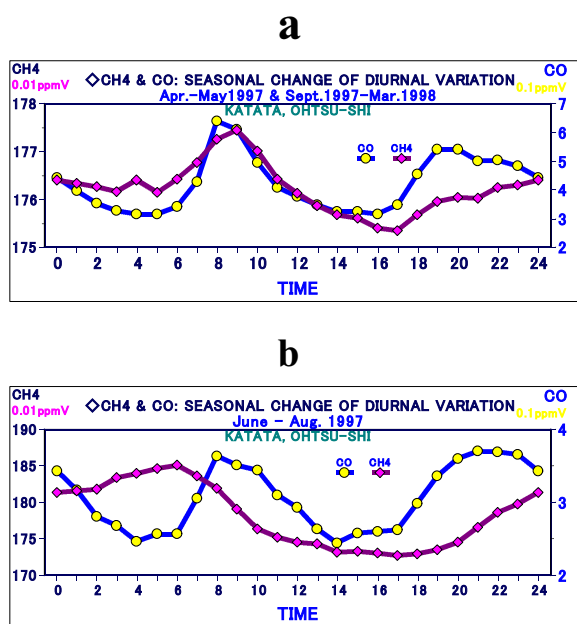 a
CH4 ◇CH4 & CO: SEASONAL CHANGE OF DIURNAL VARIATION CO
0.01ppmV Apr.-May1997 & Sept.1997-Mar.1998 0.1ppmV
178 KATATA, OHTSU-SHI 7
6
177 CO CH4
5
176 4
3
175 2
0 2 4 6 8 10 12 14 16 18 20 22 24
TIME
b
CH4 ◇CH4 & CO: SEASONAL CHANGE OF DIURNAL VARIATION CO
0.01ppmV June - Aug. 1997 0.1ppmV
190 KATATA, OHTSU-SHI 4
185 CO CH4
180 3
175
170 2
0 2 4 6 8 10 12 14 16 18 20 22 24
TIME